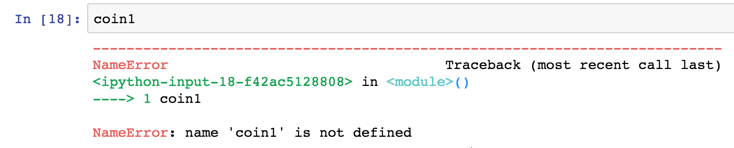 In [18]: coin1
---------------------------------------------------------------------------
NameError                                 Traceback (most recent call last)
<ipython-input-18-f42ac5128808> in <module>()
----> 1 coin1
NameError: name 'coin1' is not defined